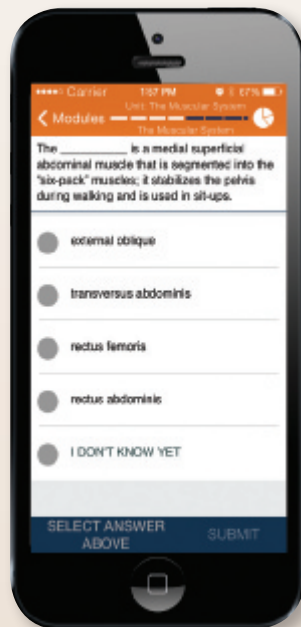 Carrier 1:57 PM 67%
Unit: The Muscular System
Modules
The Muscular System
The ________ is a medial superficial
abdominal muscle that is segmented into the
"six-pack" muscles; it stabilizes the pelvis
during walking and is used in sit-ups.
external oblique
transversus abdominis
rectus femoris
rectus abdominis
I DON'T KNOW YET
SELECT ANSWER
ABOVE
SUBMIT